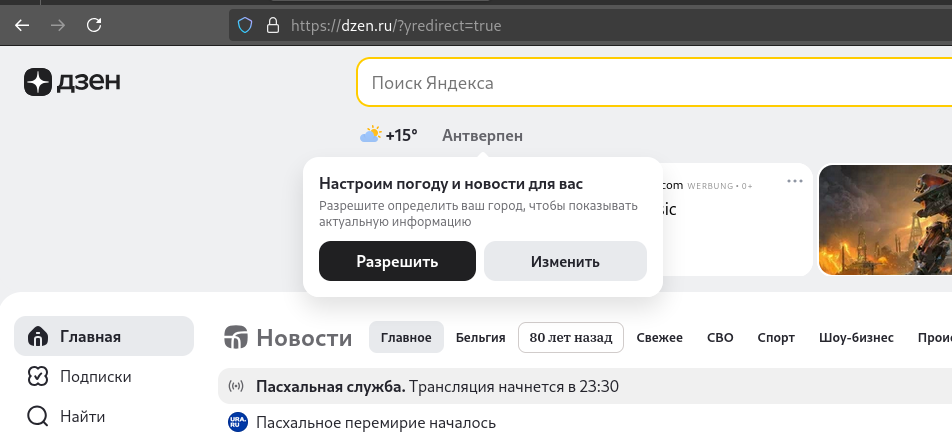 https://dzen.ru/?yredirect=true
дзен
Поиск Яндекса
+15° Антверпен
Настроим погоду и новости для вас
Разрешите определить ваш город, чтобы показывать
актуальную информацию
Разрешить Изменить
.com WERBUNG • 0+
sic
Главная
Подписки
Найти
Новости Главное Бельгия 80 лет назад Свежее СВО Спорт Шоу-бизнес
Пасхальная служба. Трансляция начнется в 23:30
URA.RU
Пасхальное перемирие началось